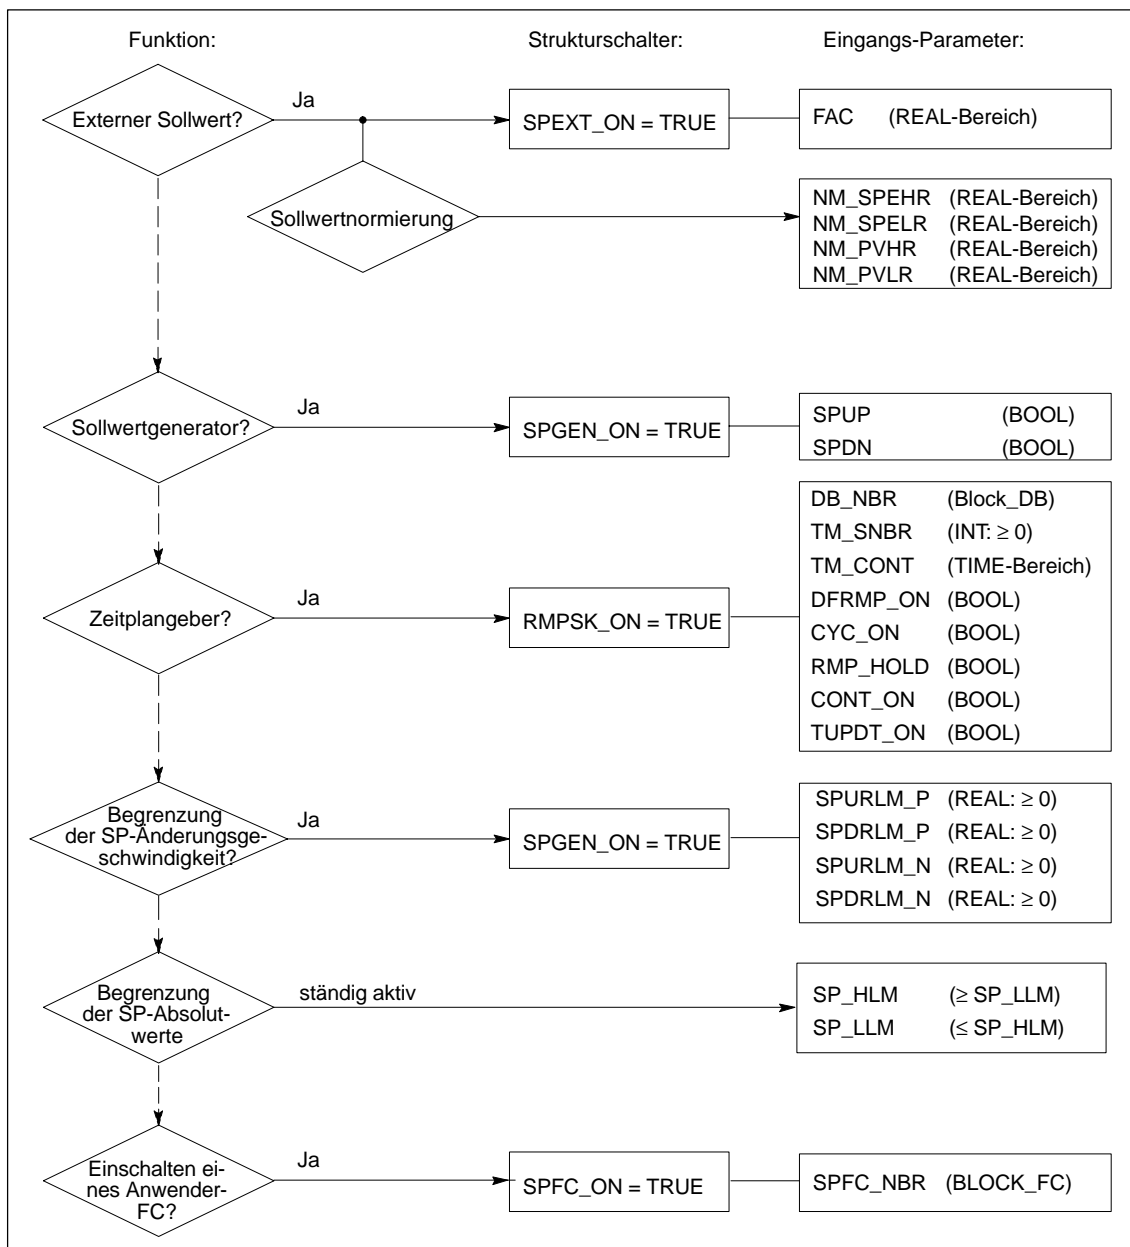 Funktion: Strukturschalter: Eingangs-Parameter:
Externer Sollwert?
Ja
SPEXT_ON = TRUE
FAC (REAL-Bereich)
Sollwertnormierung
NM_SPEHR (REAL-Bereich)
NM_SPELR (REAL-Bereich)
NM_PVHR (REAL-Bereich)
NM_PVLR (REAL-Bereich)
Sollwertgenerator?
Ja
SPGEN_ON = TRUE
SPUP (BOOL)
SPDN (BOOL)
Zeitplangeber?
Ja
RMPSK_ON = TRUE
DB_NBR (Block_DB)
TM_SNBR (INT: ≥ 0)
TM_CONT (TIME-Bereich)
DFRMP_ON (BOOL)
CYC_ON (BOOL)
RMP_HOLD (BOOL)
CONT_ON (BOOL)
TUPDT_ON (BOOL)
Begrenzung
der SP-Änderungsge-
schwindigkeit?
Ja
SPGEN_ON = TRUE
SPURLM_P (REAL: ≥ 0)
SPDRLM_P (REAL: ≥ 0)
SPURLM_N (REAL: ≥ 0)
SPDRLM_N (REAL: ≥ 0)
Begrenzung
der SP-Absolut-
werte
ständig aktiv
SP_HLM (≥ SP_LLM)
SP_LLM (≤ SP_HLM)
Einschalten ei-
nes Anwender-
FC?
Ja
SPFC_ON = TRUE
SPFC_NBR (BLOCK_FC)